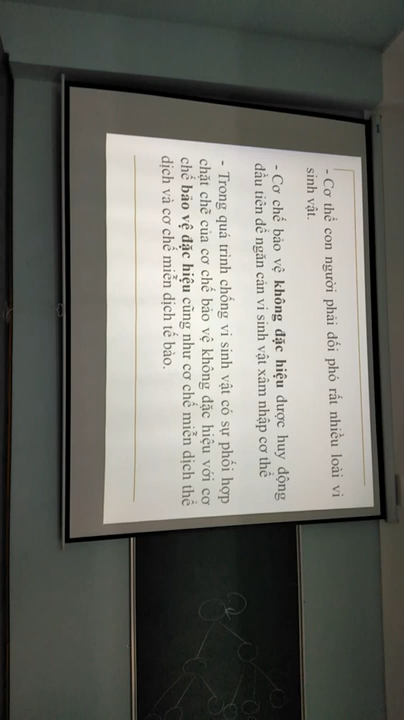 - Cơ thể con người phải đối phó rất nhiều loài vi
sinh vật.
- Cơ chế bảo vệ không đặc hiệu được huy động
đầu tiên để ngăn cản vi sinh vật xâm nhập cơ thể
- Trong quá trình chống vi sinh vật có sự phối hợp
chặt chẽ của cơ chế bảo vệ không đặc hiệu với cơ
chế bảo vệ đặc hiệu cũng như cơ chế miễn dịch thể
dịch và cơ chế miễn dịch tế bào.